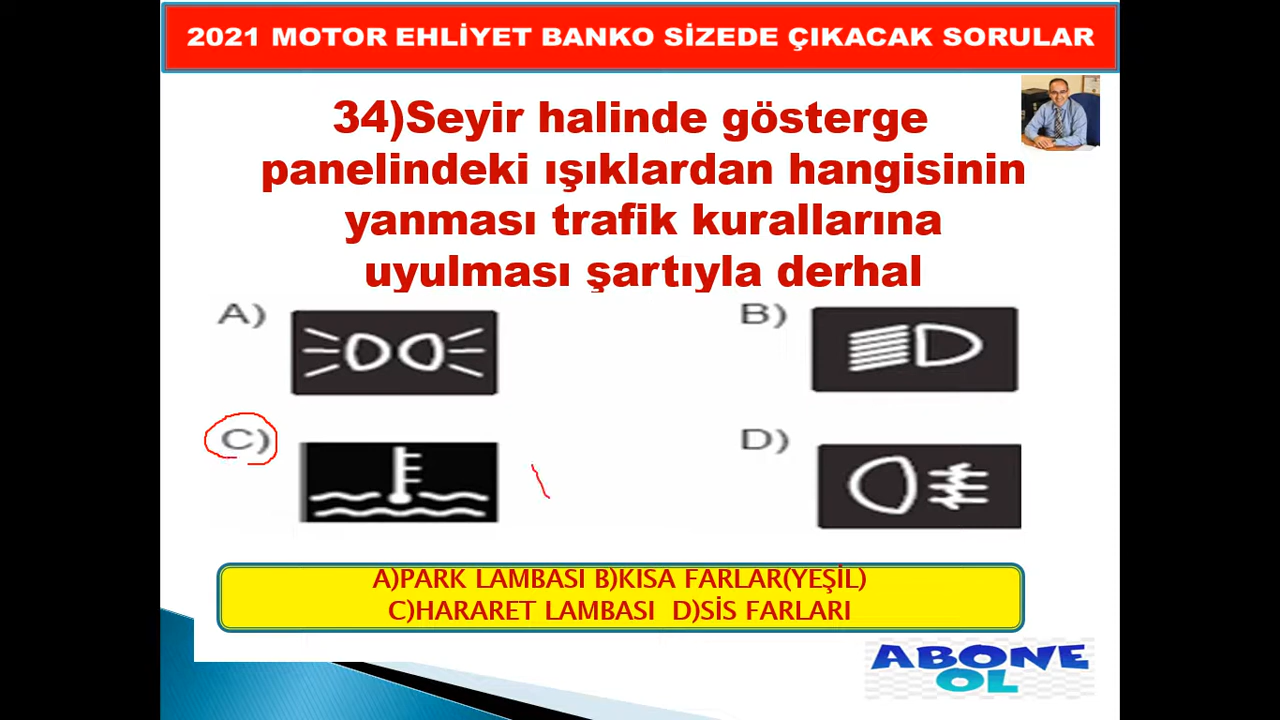 2021 MOTOR EHLİYET BANKO SİZEDE ÇIKACAK SORULAR
34)Seyir halinde gösterge
panelindeki ışıklardan hangisinin
yanması trafik kurallarına
uyulması şartıyla derhal
A)
B)
C)
D)
A)PARK LAMBASI B)KISA FARLAR(YEŞİL)
C)HARARET LAMBASI D)SİS FARLARI
ABONE
OL